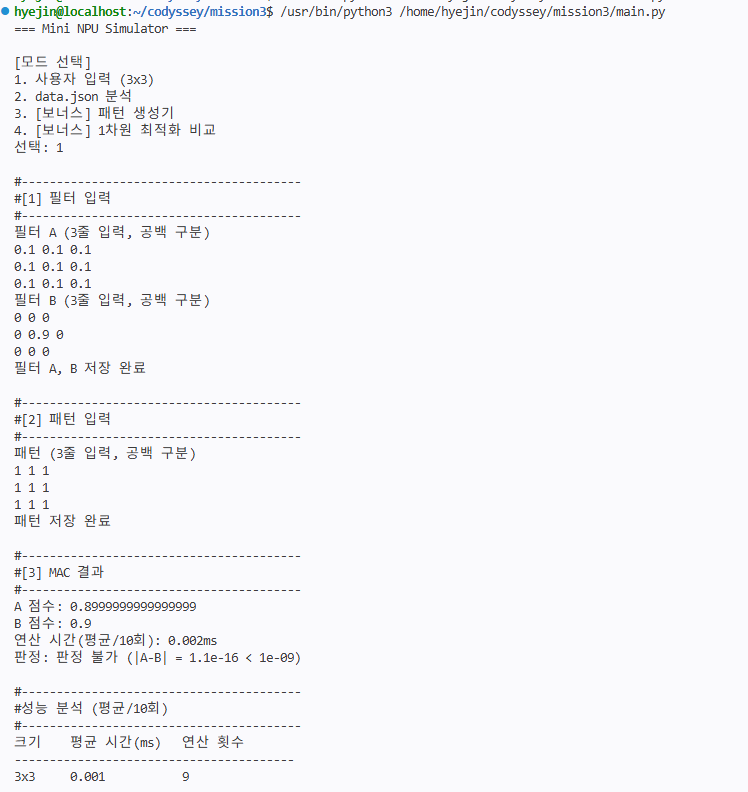 hyejin@localhost:~/codyssey/mission3$ /usr/bin/python3 /home/hyejin/codyssey/mission3/main.py
=== Mini NPU Simulator ===
[모드 선택]
1. 사용자 입력 (3x3)
2. data.json 분석
3. [보너스] 패턴 생성기
4. [보너스] 1차원 최적화 비교
선택: 1
#----------------------------------------
#[1] 필터 입력
#----------------------------------------
필터 A (3줄 입력, 공백 구분)
0.1 0.1 0.1
0.1 0.1 0.1
0.1 0.1 0.1
필터 B (3줄 입력, 공백 구분)
0 0 0
0 0.9 0
0 0 0
필터 A, B 저장 완료
#----------------------------------------
#[2] 패턴 입력
#----------------------------------------
패턴 (3줄 입력, 공백 구분)
1 1 1
1 1 1
1 1 1
패턴 저장 완료
#----------------------------------------
#[3] MAC 결과
#----------------------------------------
A 점수: 0.8999999999999999
B 점수: 0.9
연산 시간(평균/10회): 0.002ms
판정: 판정 불가 (|A-B| = 1.1e-16 < 1e-09)
#----------------------------------------
#성능 분석 (평균/10회)
#----------------------------------------
크기 평균 시간(ms) 연산 횟수
----------------------------------------
3x3 0.001 9